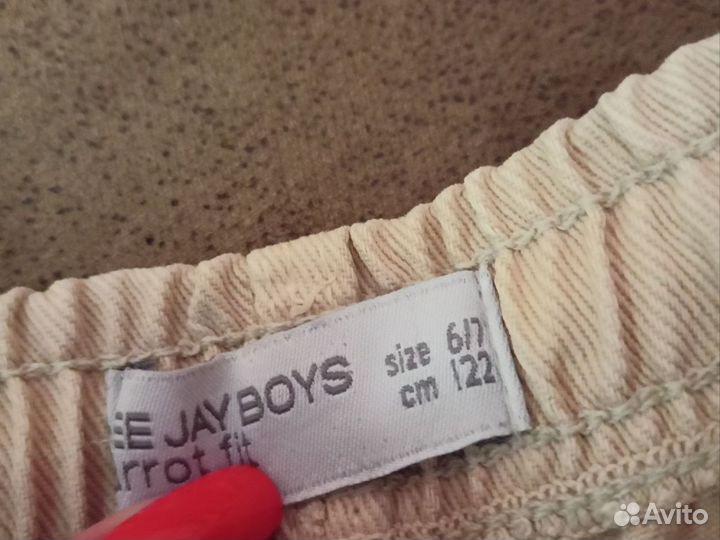 EE JAY BOYS
rrot fit
size 6/7
cm 122
Avito